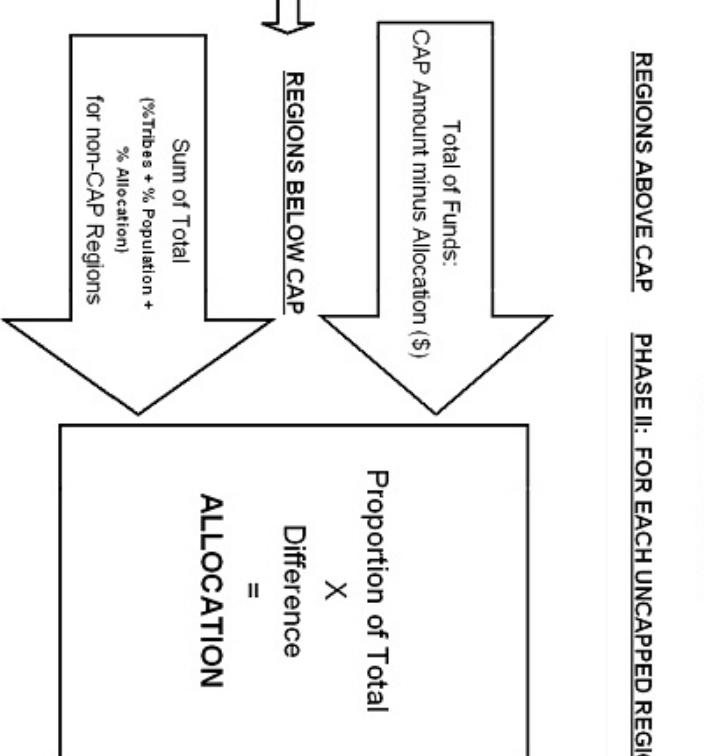 REGIONS ABOVE CAP
PHASE II: FOR EACH UNCAPPED
Total of Funds:
CAP Amount minus Allocation ($)
REGIONS BELOW CAP
Sum of Total
(%Tribes + % Population +
% Allocation)
for non-CAP Regions
Proportion of Total
X
Difference
=
ALLOCATION